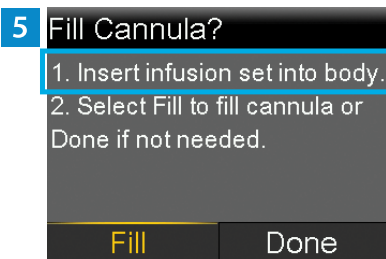 5
Fill Cannula?
1. Insert infusion set into body.
2. Select Fill to fill cannula or
Done if not needed.
Fill Done